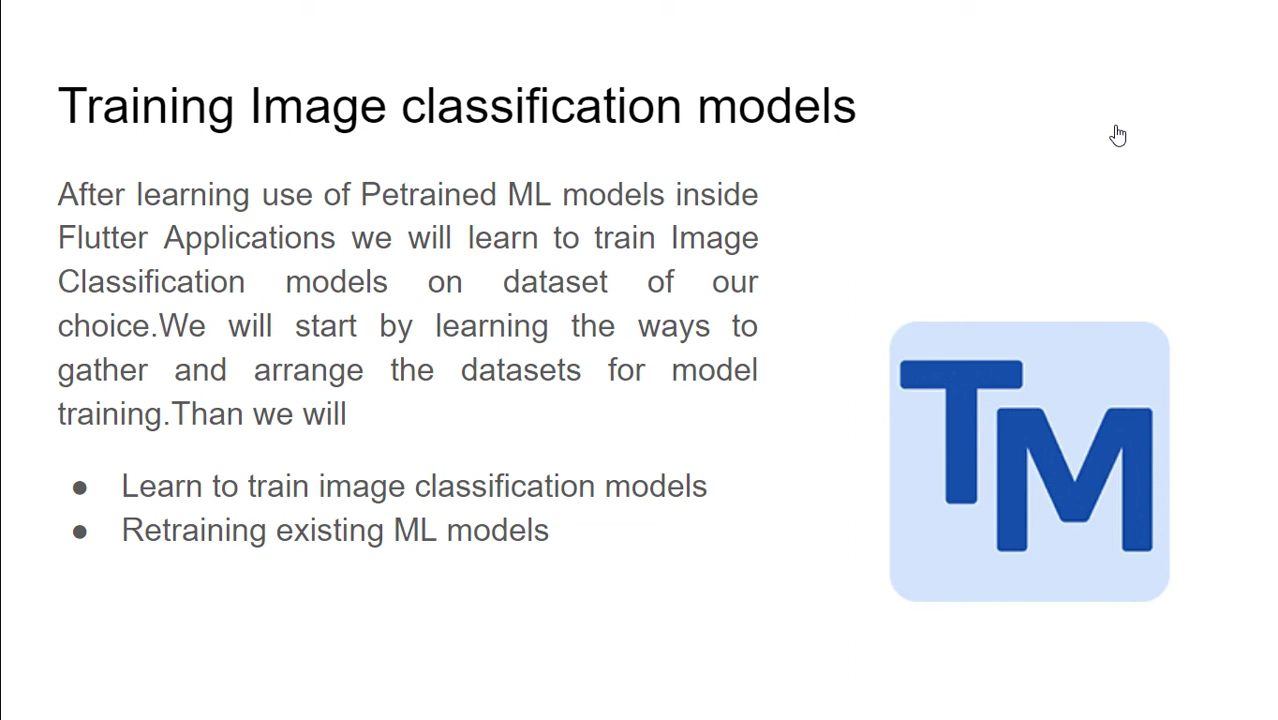 Training Image classification models
After learning use of Petrained ML models inside
Flutter Applications we will learn to train Image
Classification models on dataset of our
choice.We will start by learning the ways to
gather and arrange the datasets for model
training.Than we will
● Learn to train image classification models
● Retraining existing ML models
TM